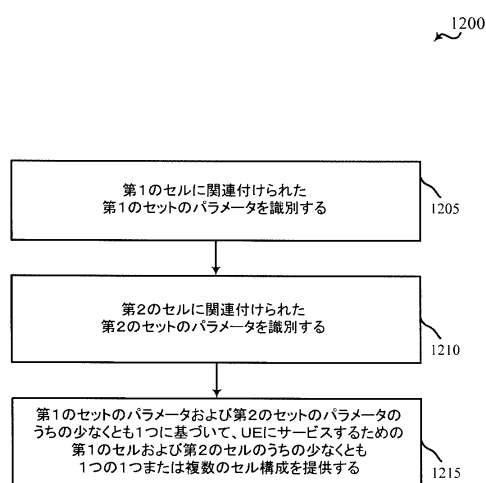 1200
第1のセルに関連付けられた
第1のセットのパラメータを識別する
1205
第2のセルに関連付けられた
第2のセットのパラメータを識別する
1210
第1のセットのパラメータおよび第2のセットのパラメータの
うちの少なくとも1つに基づいて、UEにサービスするための
第1のセルおよび第2のセルのうちの少なくとも
1つの1つまたは複数のセル構成を提供する
1215